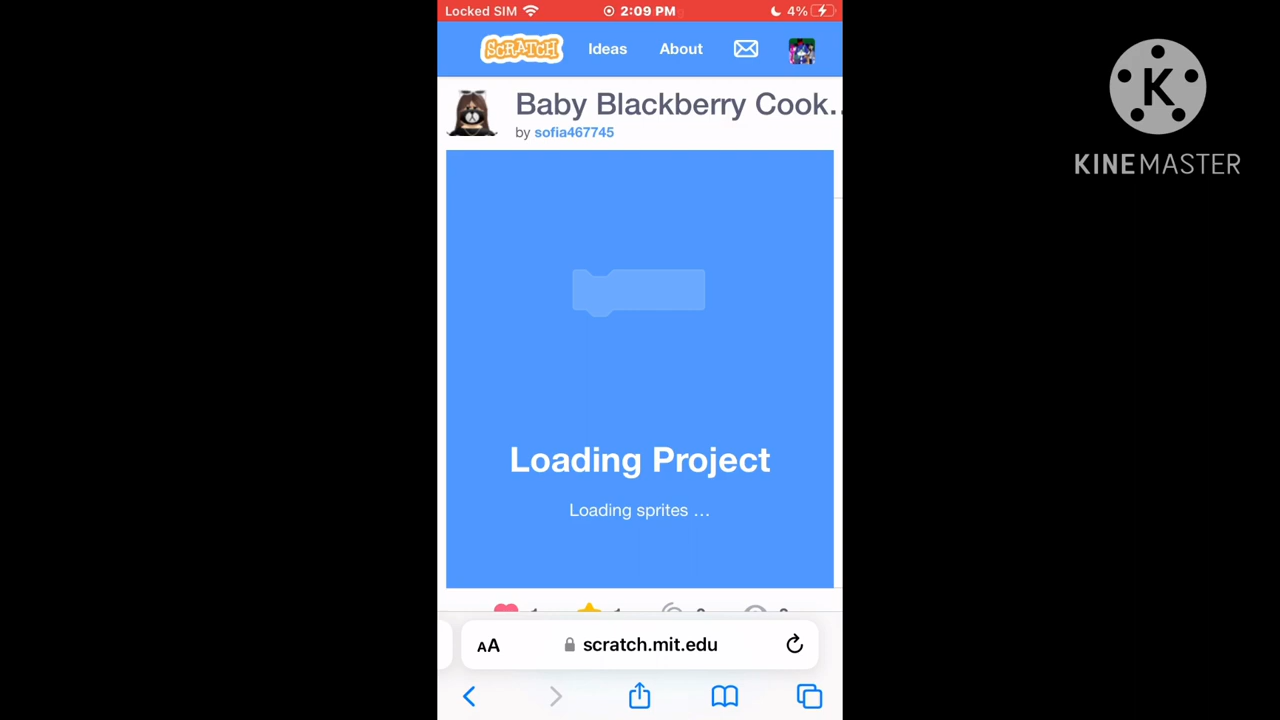 Locked SIM 2:09 PM 4%
SCRATCH Ideas About
Baby Blackberry Cook...
by sofia467745
Loading Project
Loading sprites ...
AA scratch.mit.edu
K
KINEMASTER